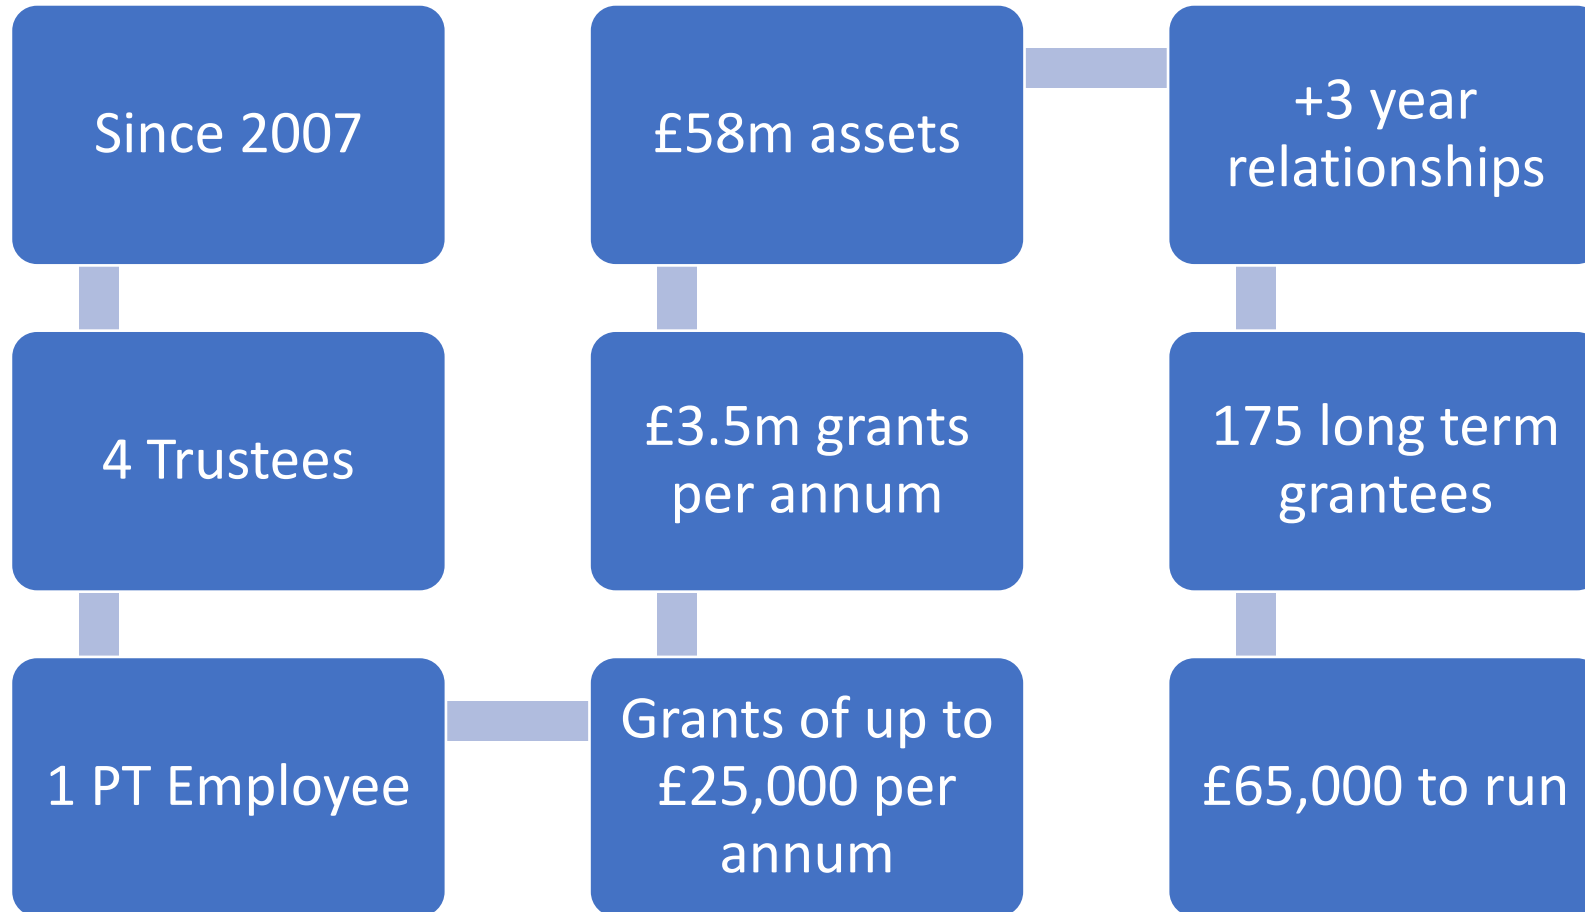 Since 2007
4 Trustees
1 PT Employee
Grants of up to
£25,000 per
annum
£3.5m grants
per annum
£58m assets
+3 year
relationships
175 long term
grantees
£65,000 to run